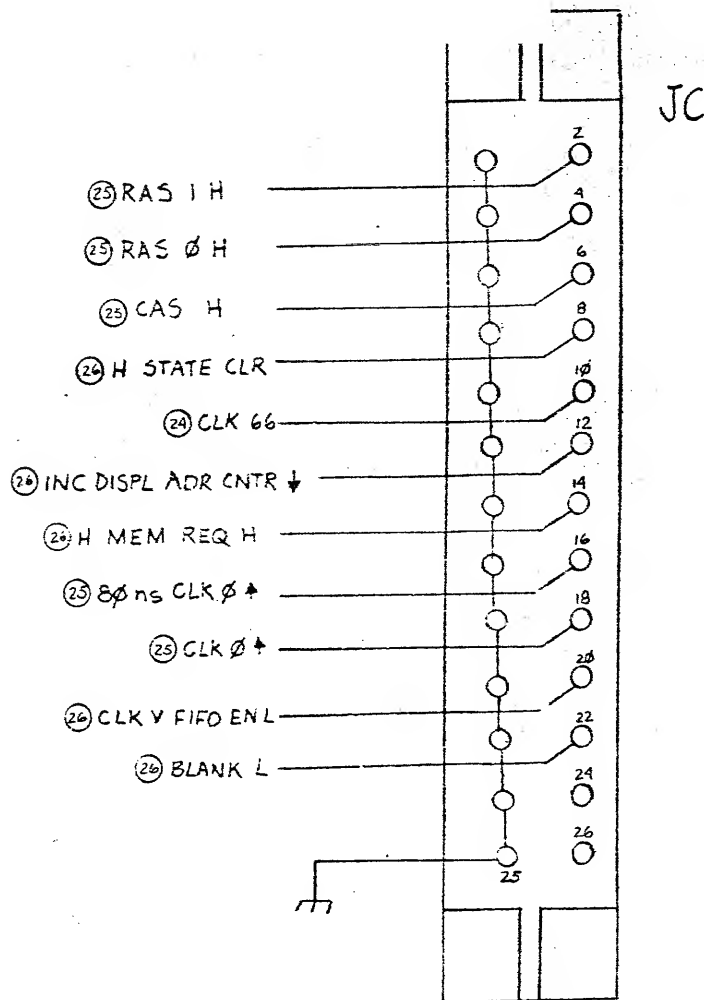 JC
2
㉕ RAS 1 H
4
㉕ RAS Ø H
6
㉕ CAS H
8
㉖ H STATE CLR
1Ø
㉔ CLK 66
12
㉖ INC DISPL ADR CNTR ↓
14
㉖ H MEM REQ H
16
㉕ 8Ø ns CLK Ø ↑
18
㉕ CLK Ø ↑
2Ø
㉖ CLK V FIFO EN L
22
㉖ BLANK L
24
26
25